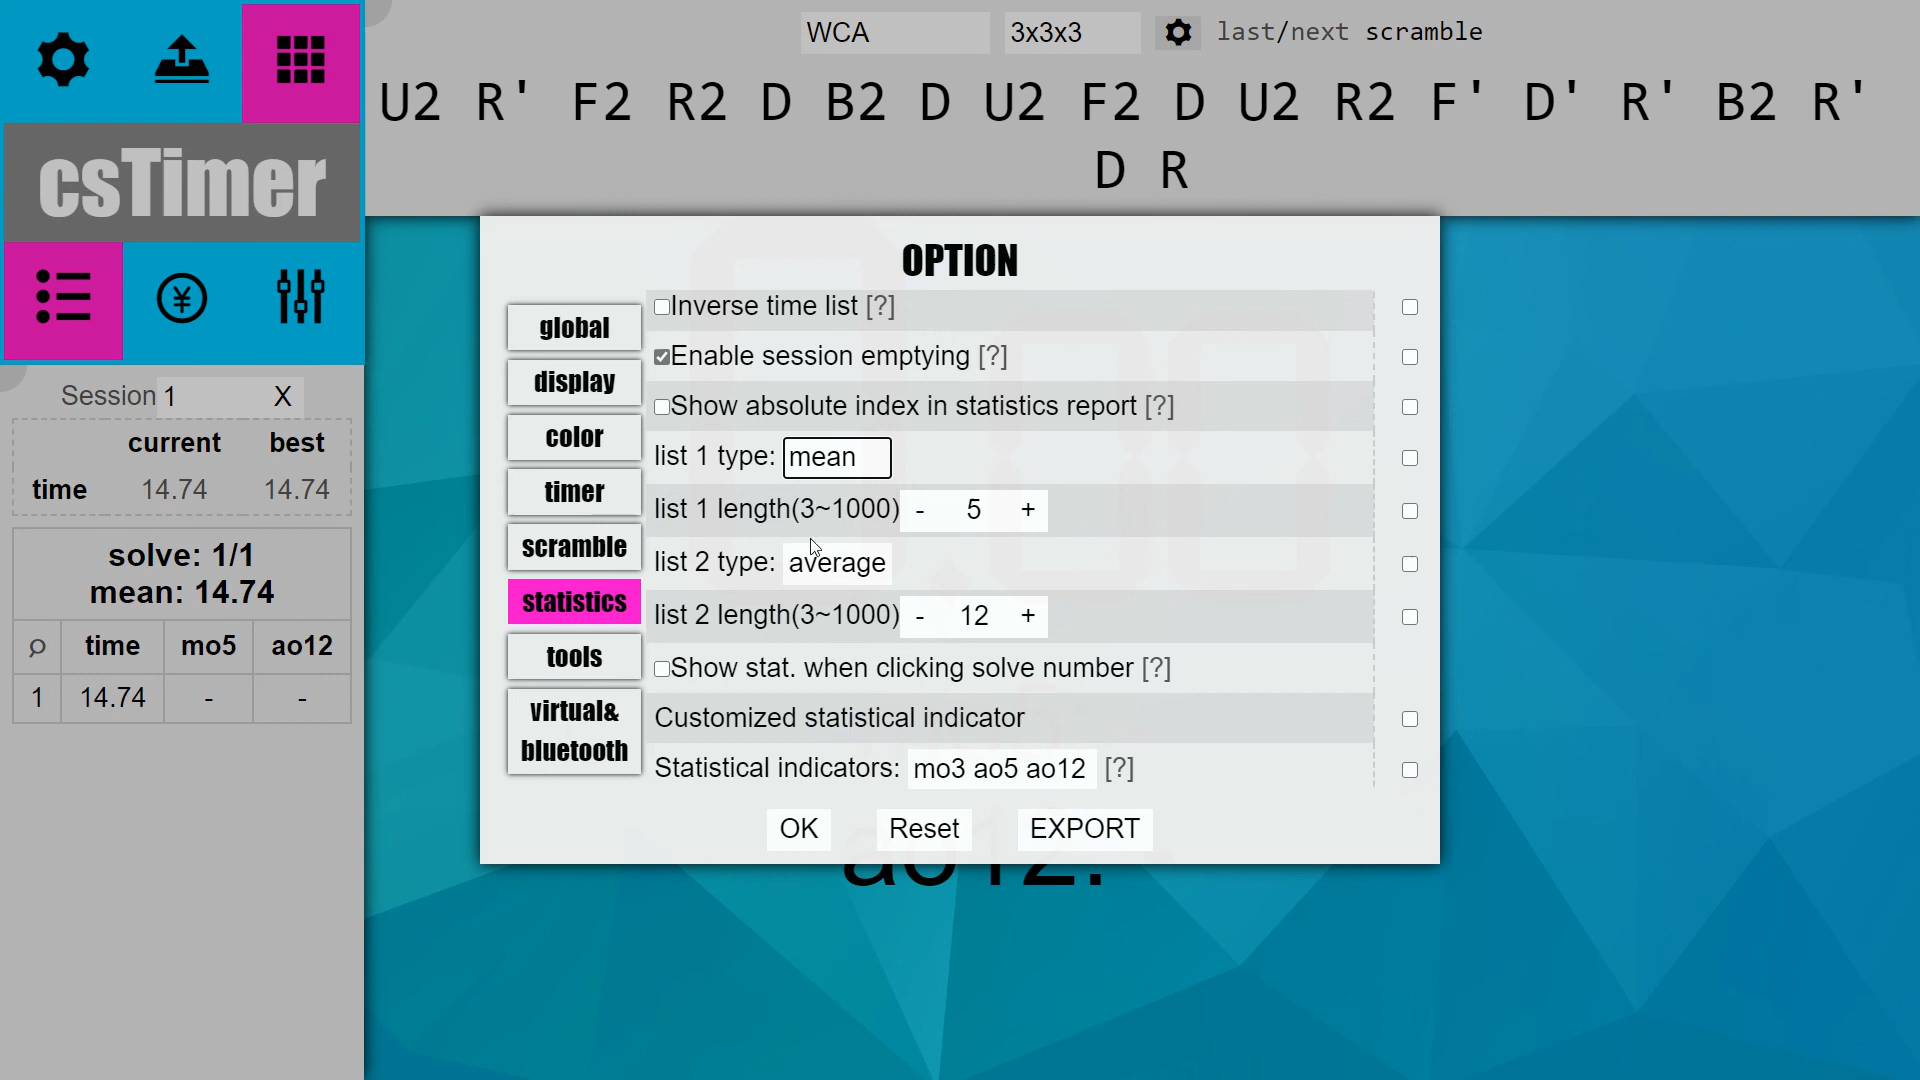 WCA 3x3x3 last/next scramble
U2 R' F2 R2 D B2 D U2 F2 D U2 R2 F' D' R' B2 R'
D R
csTimer
Session 1 X
current best
time 14.74 14.74
solve: 1/1
mean: 14.74
time mo5 ao12
1 14.74 - -
OPTION
global
display
color
timer
scramble
statistics
tools
virtual&
bluetooth
Inverse time list [?]
Enable session emptying [?]
Show absolute index in statistics report [?]
list 1 type: mean
list 1 length(3~1000) - 5 +
list 2 type: average
list 2 length(3~1000) - 12 +
Show stat. when clicking solve number [?]
Customized statistical indicator
Statistical indicators: mo3 ao5 ao12 [?]
OK Reset EXPORT
ao12: